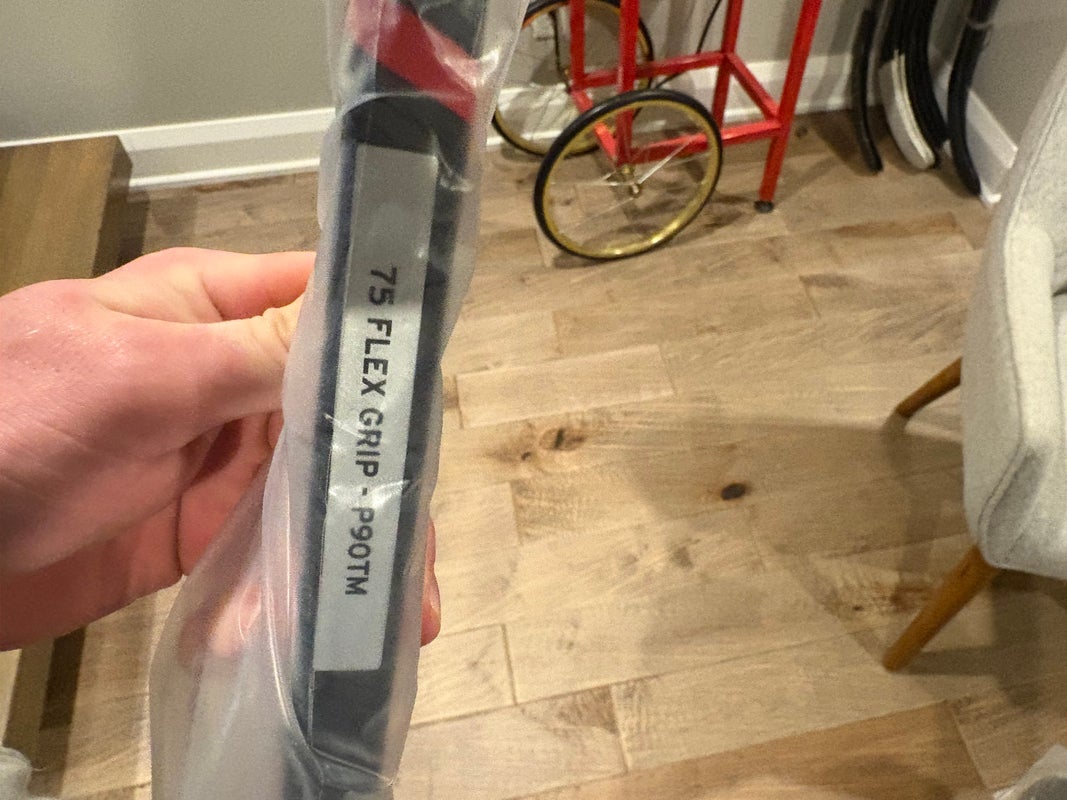 75 FLEX GRIP - P90TM